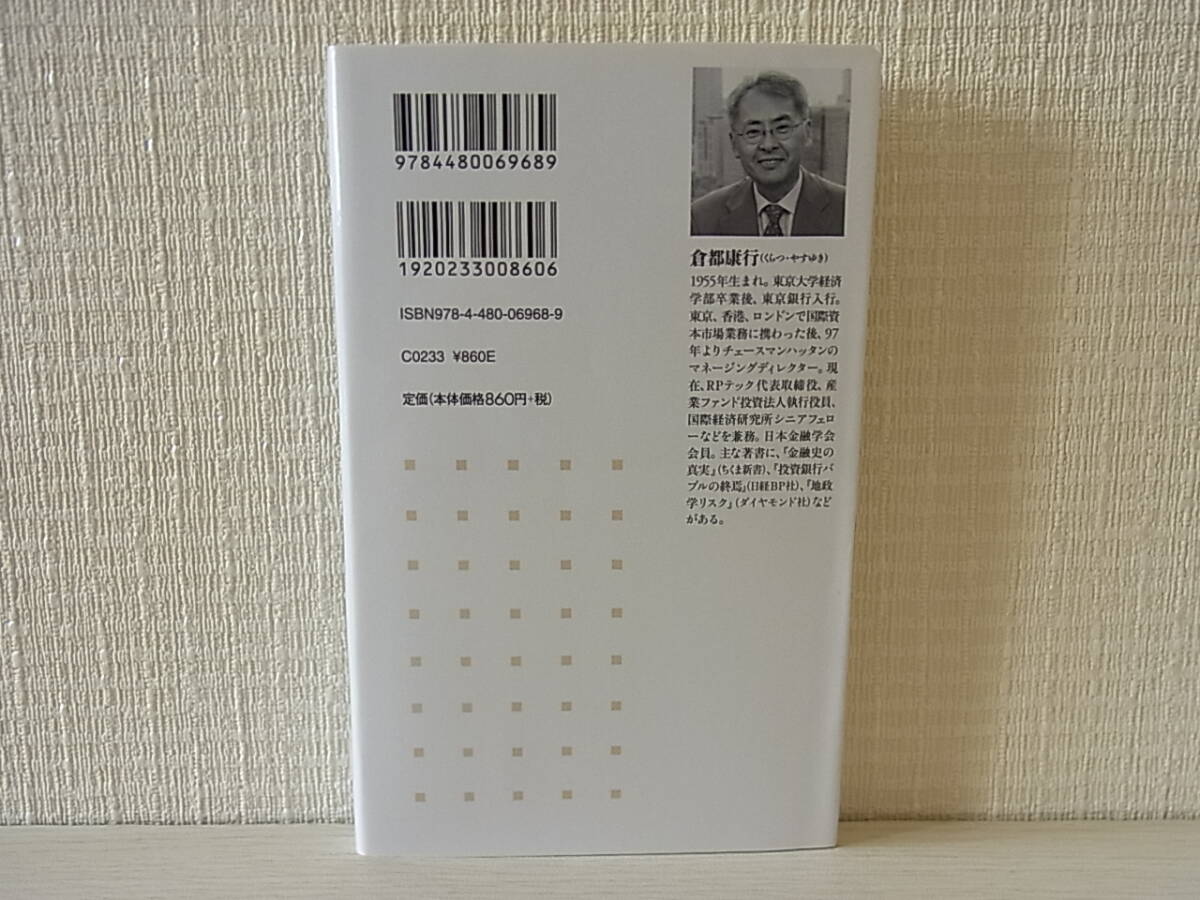 9784480069689
1920233008606
ISBN978-4-480-06968-9
C0233 ¥860E
定価(本体価格860円+税)
倉都康行(くらつ・やすゆき)
1955年生まれ。東京大学経済
学部卒業後、東京銀行入行。
東京、香港、ロンドンで国際資
本市場業務に携わった後、97
年よりチェースマンハッタンの
マネージングディレクター。現
在、RPテック代表取締役、産
業ファンド投資法人執行役員、
国際経済研究所シニアフェロ
ーなどを兼務。日本金融学会
会員。主な著書に、『金融史の
真実』(ちくま新書)、『投資銀行バ
ブルの終焉』(日経BP社)、『地政
学リスク』(ダイヤモンド社)など
がある。